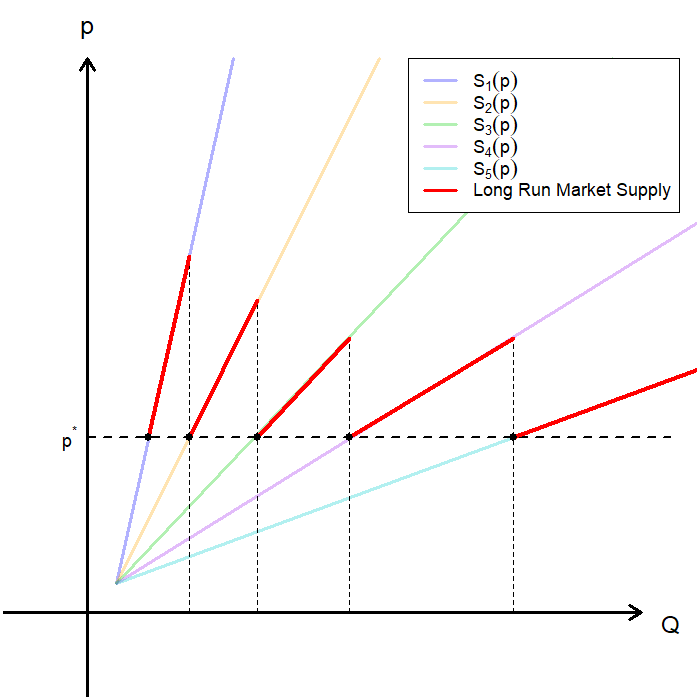 p
S₁(p)
S₂(p)
S₃(p)
S₄(p)
S₅(p)
Long Run Market Supply
p*
Q